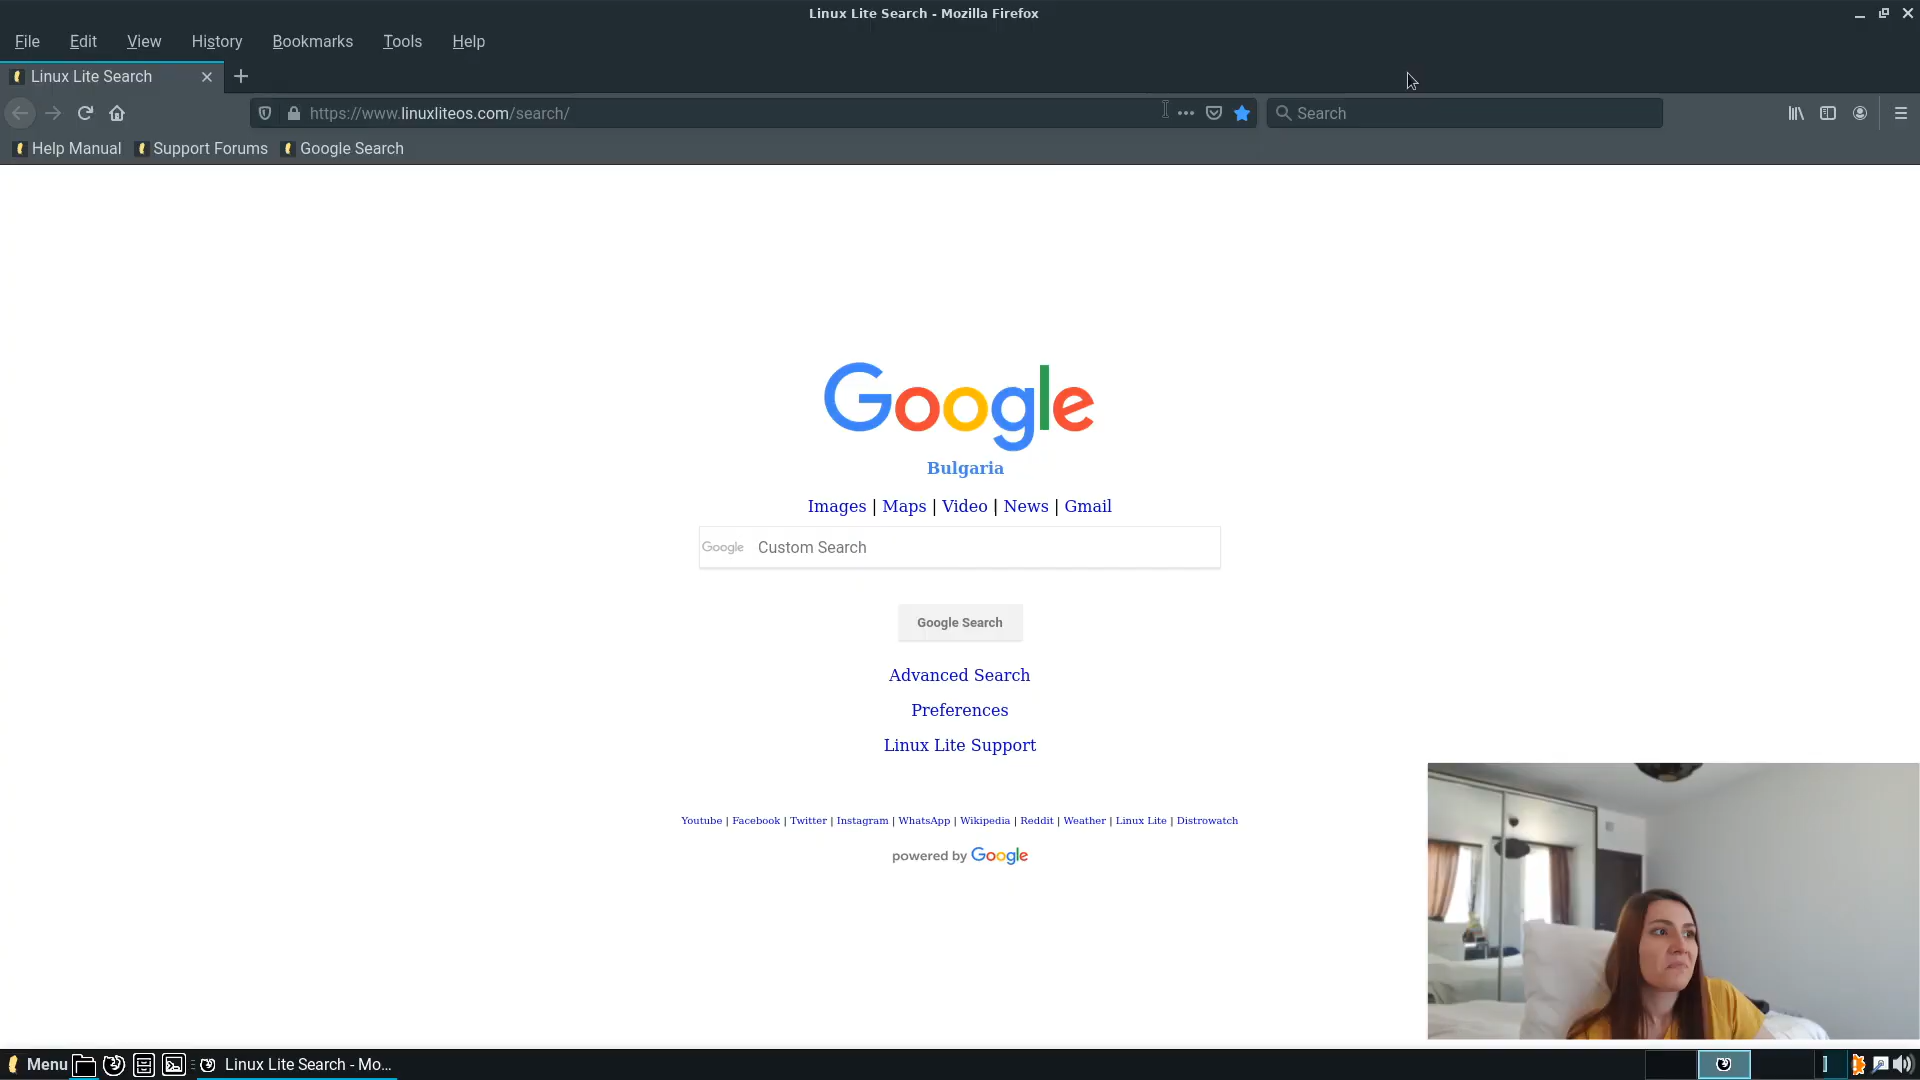 Linux Lite Search - Mozilla Firefox
File Edit View History Bookmarks Tools Help
Linux Lite Search
https://www.linuxliteos.com/search/
Search
Help Manual Support Forums Google Search
Google
Bulgaria
Images | Maps | Video | News | Gmail
Google Custom Search
Google Search
Advanced Search
Preferences
Linux Lite Support
Youtube | Facebook | Twitter | Instagram | WhatsApp | Wikipedia | Reddit | Weather | Linux Lite | Distrowatch
powered by Google
Menu Linux Lite Search - Mo...